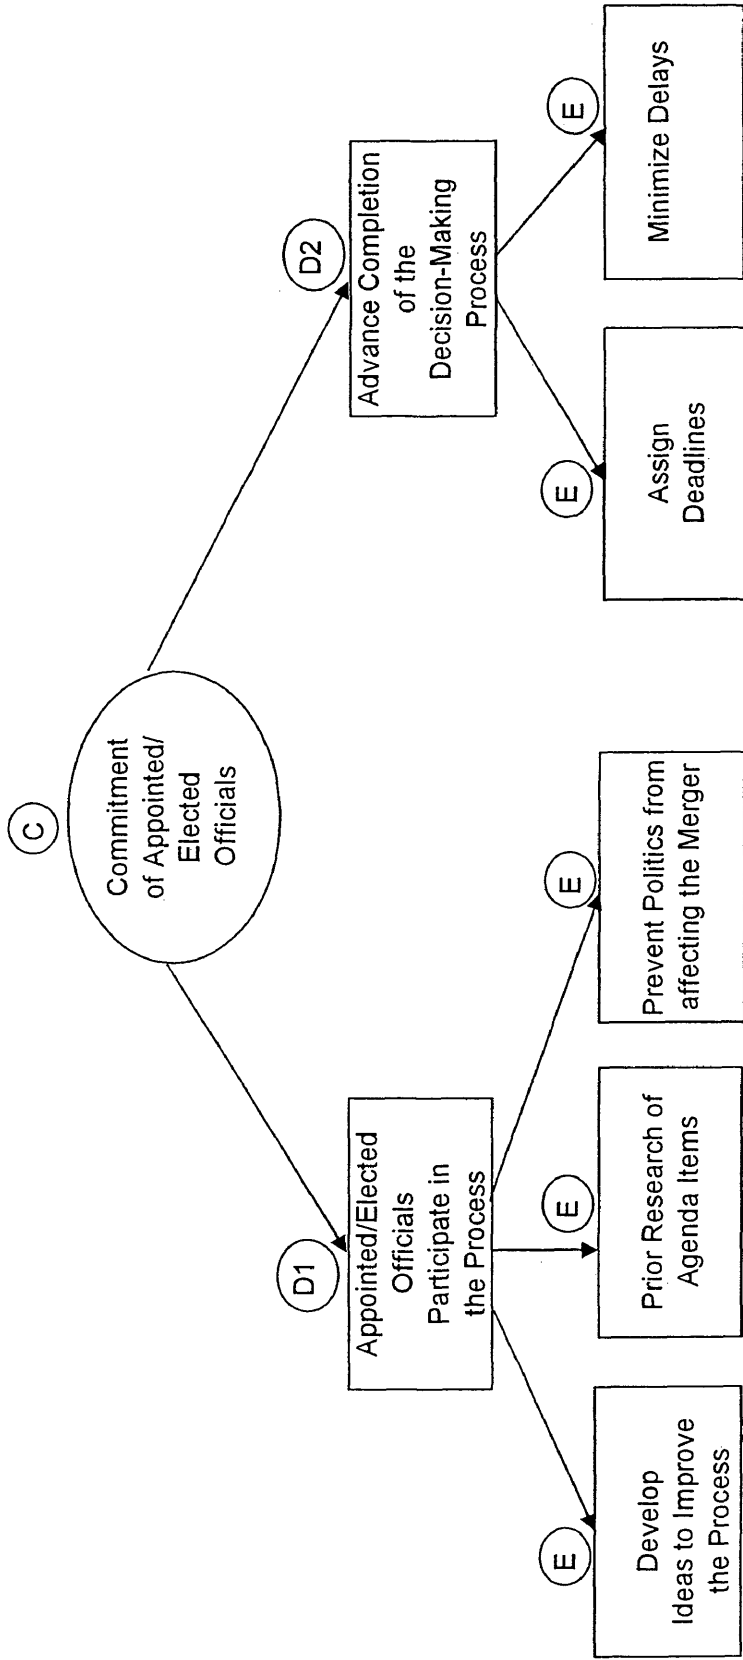 C
Commitment
of Appointed/
Elected
Officials
D1
Appointed/Elected
Officials
Participate in
the Process
D2
Advance Completion
of the
Decision-Making
Process
E
Develop
Ideas to Improve
the Process
E
Prior Research of
Agenda Items
E
Prevent Politics from
affecting the Merger
E
Assign
Deadlines
E
Minimize Delays